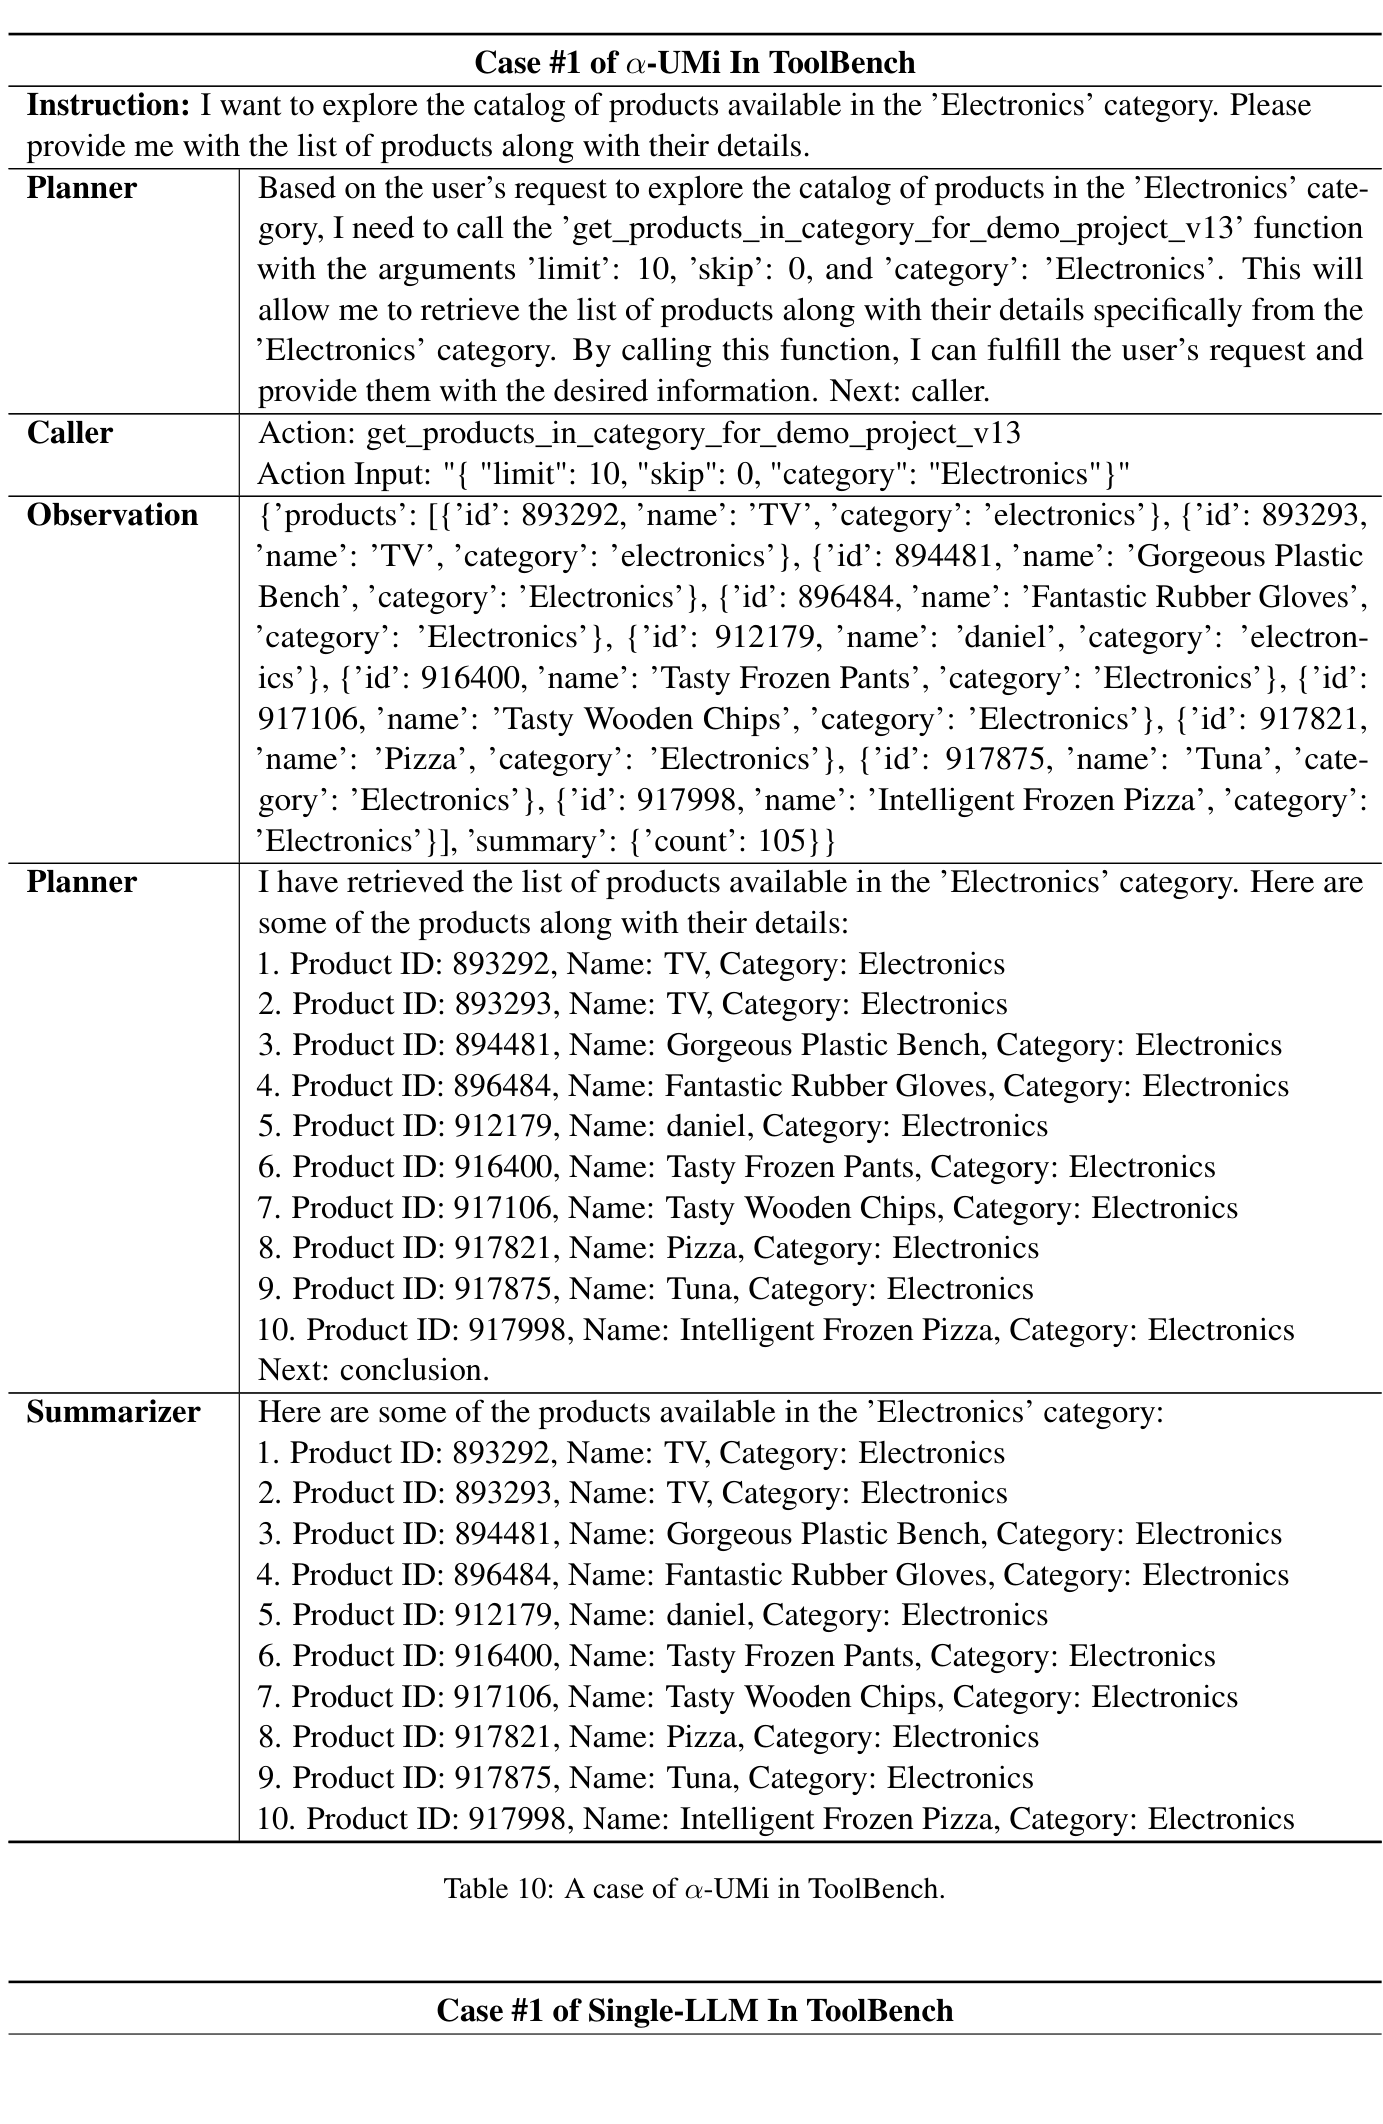 Case #1 of α-UMi In ToolBench
Instruction: I want to explore the catalog of products available in the ’Electronics’ category. Please
provide me with the list of products along with their details.
Planner
Based on the user’s request to explore the catalog of products in the ’Electronics’ cate-
gory, I need to call the ’get_products_in_category_for_demo_project_v13’ function
with the arguments ’limit’: 10, ’skip’: 0, and ’category’: ’Electronics’. This will
allow me to retrieve the list of products along with their details specifically from the
’Electronics’ category. By calling this function, I can fulfill the user’s request and
provide them with the desired information. Next: caller.
Caller
Action: get_products_in_category_for_demo_project_v13
Action Input: "{ "limit": 10, "skip": 0, "category": "Electronics"}"
Observation
{’products’: [{’id’: 893292, ’name’: ’TV’, ’category’: ’electronics’}, {’id’: 893293,
’name’: ’TV’, ’category’: ’electronics’}, {’id’: 894481, ’name’: ’Gorgeous Plastic
Bench’, ’category’: ’Electronics’}, {’id’: 896484, ’name’: ’Fantastic Rubber Gloves’,
’category’: ’Electronics’}, {’id’: 912179, ’name’: ’daniel’, ’category’: ’electron-
ics’}, {’id’: 916400, ’name’: ’Tasty Frozen Pants’, ’category’: ’Electronics’}, {’id’:
917106, ’name’: ’Tasty Wooden Chips’, ’category’: ’Electronics’}, {’id’: 917821,
’name’: ’Pizza’, ’category’: ’Electronics’}, {’id’: 917875, ’name’: ’Tuna’, ’cate-
gory’: ’Electronics’}, {’id’: 917998, ’name’: ’Intelligent Frozen Pizza’, ’category’:
’Electronics’}], ’summary’: {’count’: 105}}
Planner
I have retrieved the list of products available in the ’Electronics’ category. Here are
some of the products along with their details:
1. Product ID: 893292, Name: TV, Category: Electronics
2. Product ID: 893293, Name: TV, Category: Electronics
3. Product ID: 894481, Name: Gorgeous Plastic Bench, Category: Electronics
4. Product ID: 896484, Name: Fantastic Rubber Gloves, Category: Electronics
5. Product ID: 912179, Name: daniel, Category: Electronics
6. Product ID: 916400, Name: Tasty Frozen Pants, Category: Electronics
7. Product ID: 917106, Name: Tasty Wooden Chips, Category: Electronics
8. Product ID: 917821, Name: Pizza, Category: Electronics
9. Product ID: 917875, Name: Tuna, Category: Electronics
10. Product ID: 917998, Name: Intelligent Frozen Pizza, Category: Electronics
Next: conclusion.
Summarizer
Here are some of the products available in the ’Electronics’ category:
1. Product ID: 893292, Name: TV, Category: Electronics
2. Product ID: 893293, Name: TV, Category: Electronics
3. Product ID: 894481, Name: Gorgeous Plastic Bench, Category: Electronics
4. Product ID: 896484, Name: Fantastic Rubber Gloves, Category: Electronics
5. Product ID: 912179, Name: daniel, Category: Electronics
6. Product ID: 916400, Name: Tasty Frozen Pants, Category: Electronics
7. Product ID: 917106, Name: Tasty Wooden Chips, Category: Electronics
8. Product ID: 917821, Name: Pizza, Category: Electronics
9. Product ID: 917875, Name: Tuna, Category: Electronics
10. Product ID: 917998, Name: Intelligent Frozen Pizza, Category: Electronics
Table 10: A case of α-UMi in ToolBench.
Case #1 of Single-LLM In ToolBench